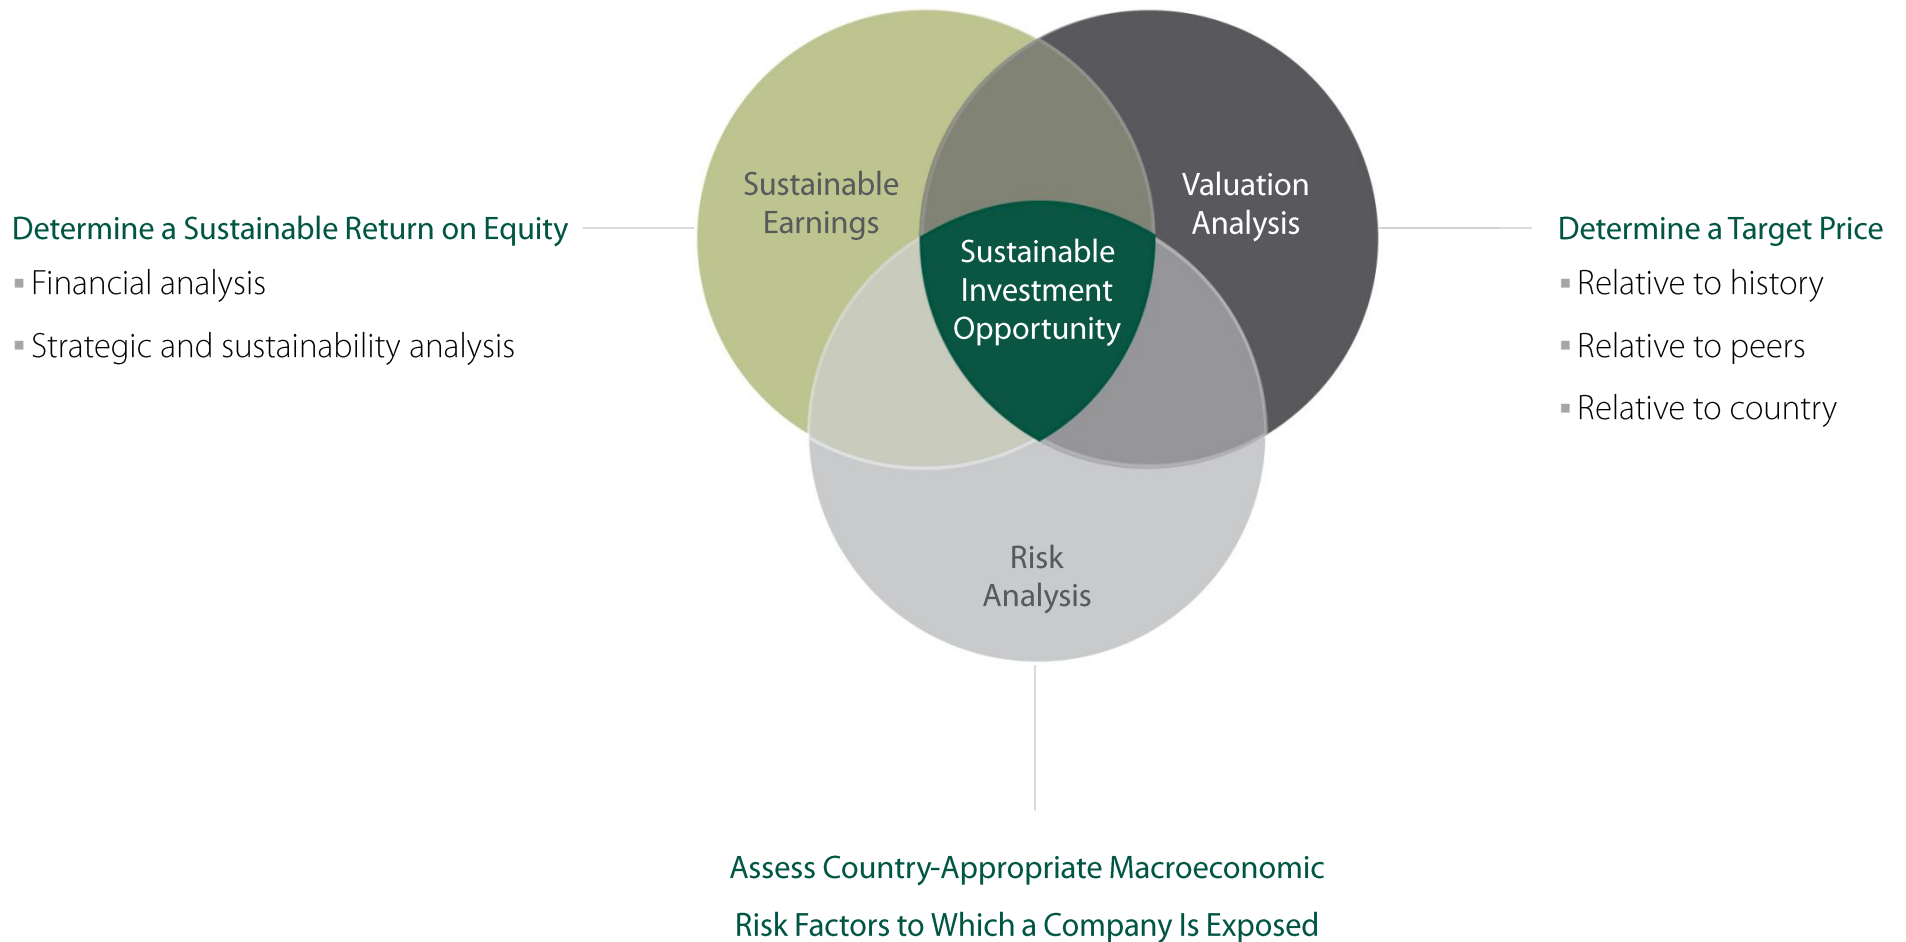 Sustainable
Earnings
Valuation
Analysis
Sustainable
Investment
Opportunity
Risk
Analysis
Determine a Sustainable Return on Equity
▪ Financial analysis
▪ Strategic and sustainability analysis
Determine a Target Price
▪ Relative to history
▪ Relative to peers
▪ Relative to country
Assess Country-Appropriate Macroeconomic
Risk Factors to Which a Company Is Exposed